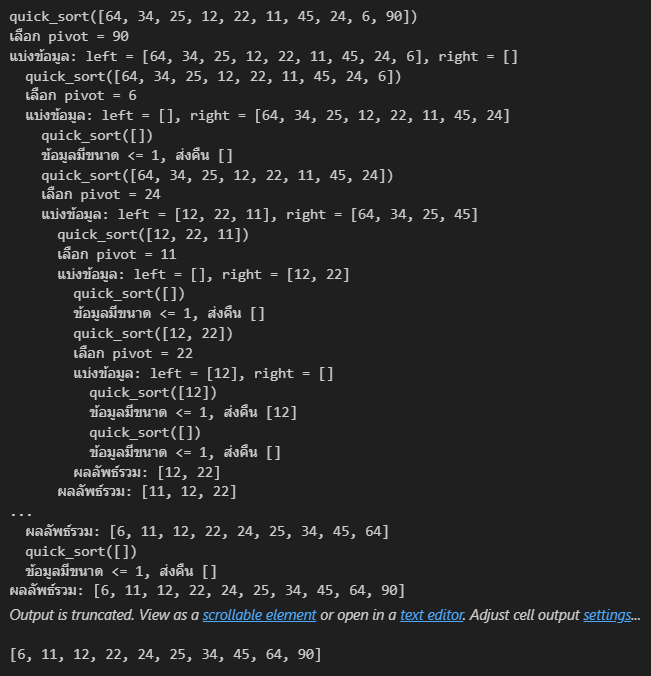 quick_sort([64, 34, 25, 12, 22, 11, 45, 24, 6, 90])
เลือก pivot = 90
แบ่งข้อมูล: left = [64, 34, 25, 12, 22, 11, 45, 24, 6], right = []
  quick_sort([64, 34, 25, 12, 22, 11, 45, 24, 6])
  เลือก pivot = 6
  แบ่งข้อมูล: left = [], right = [64, 34, 25, 12, 22, 11, 45, 24]
    quick_sort([])
    ข้อมูลมีขนาด <= 1, ส่งคืน []
    quick_sort([64, 34, 25, 12, 22, 11, 45, 24])
    เลือก pivot = 24
    แบ่งข้อมูล: left = [12, 22, 11], right = [64, 34, 25, 45]
      quick_sort([12, 22, 11])
      เลือก pivot = 11
      แบ่งข้อมูล: left = [], right = [12, 22]
        quick_sort([])
        ข้อมูลมีขนาด <= 1, ส่งคืน []
        quick_sort([12, 22])
        เลือก pivot = 22
        แบ่งข้อมูล: left = [12], right = []
          quick_sort([12])
          ข้อมูลมีขนาด <= 1, ส่งคืน [12]
          quick_sort([])
          ข้อมูลมีขนาด <= 1, ส่งคืน []
        ผลลัพธ์รวม: [12, 22]
      ผลลัพธ์รวม: [11, 12, 22]
...
  ผลลัพธ์รวม: [6, 11, 12, 22, 24, 25, 34, 45, 64]
  quick_sort([])
  ข้อมูลมีขนาด <= 1, ส่งคืน []
ผลลัพธ์รวม: [6, 11, 12, 22, 24, 25, 34, 45, 64, 90]
Output is truncated. View as a scrollable element or open in a text editor. Adjust cell output settings...
[6, 11, 12, 22, 24, 25, 34, 45, 64, 90]